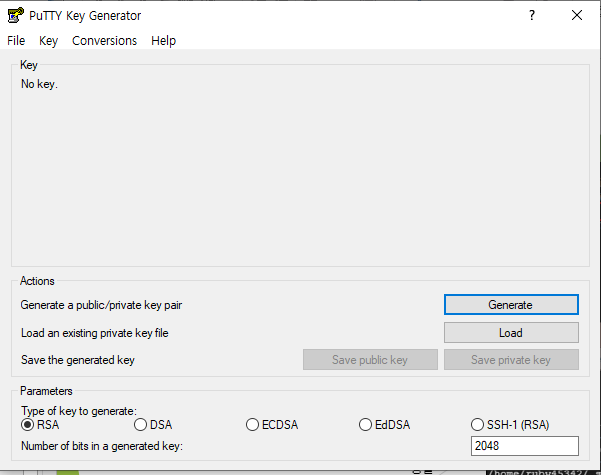 PuTTY Key Generator
File Key Conversions Help
Key
No key.
Actions
Generate a public/private key pair
Generate
Load an existing private key file
Load
Save the generated key
Save public key
Save private key
Parameters
Type of key to generate:
RSA DSA ECDSA EdDSA SSH-1 (RSA)
Number of bits in a generated key:
2048